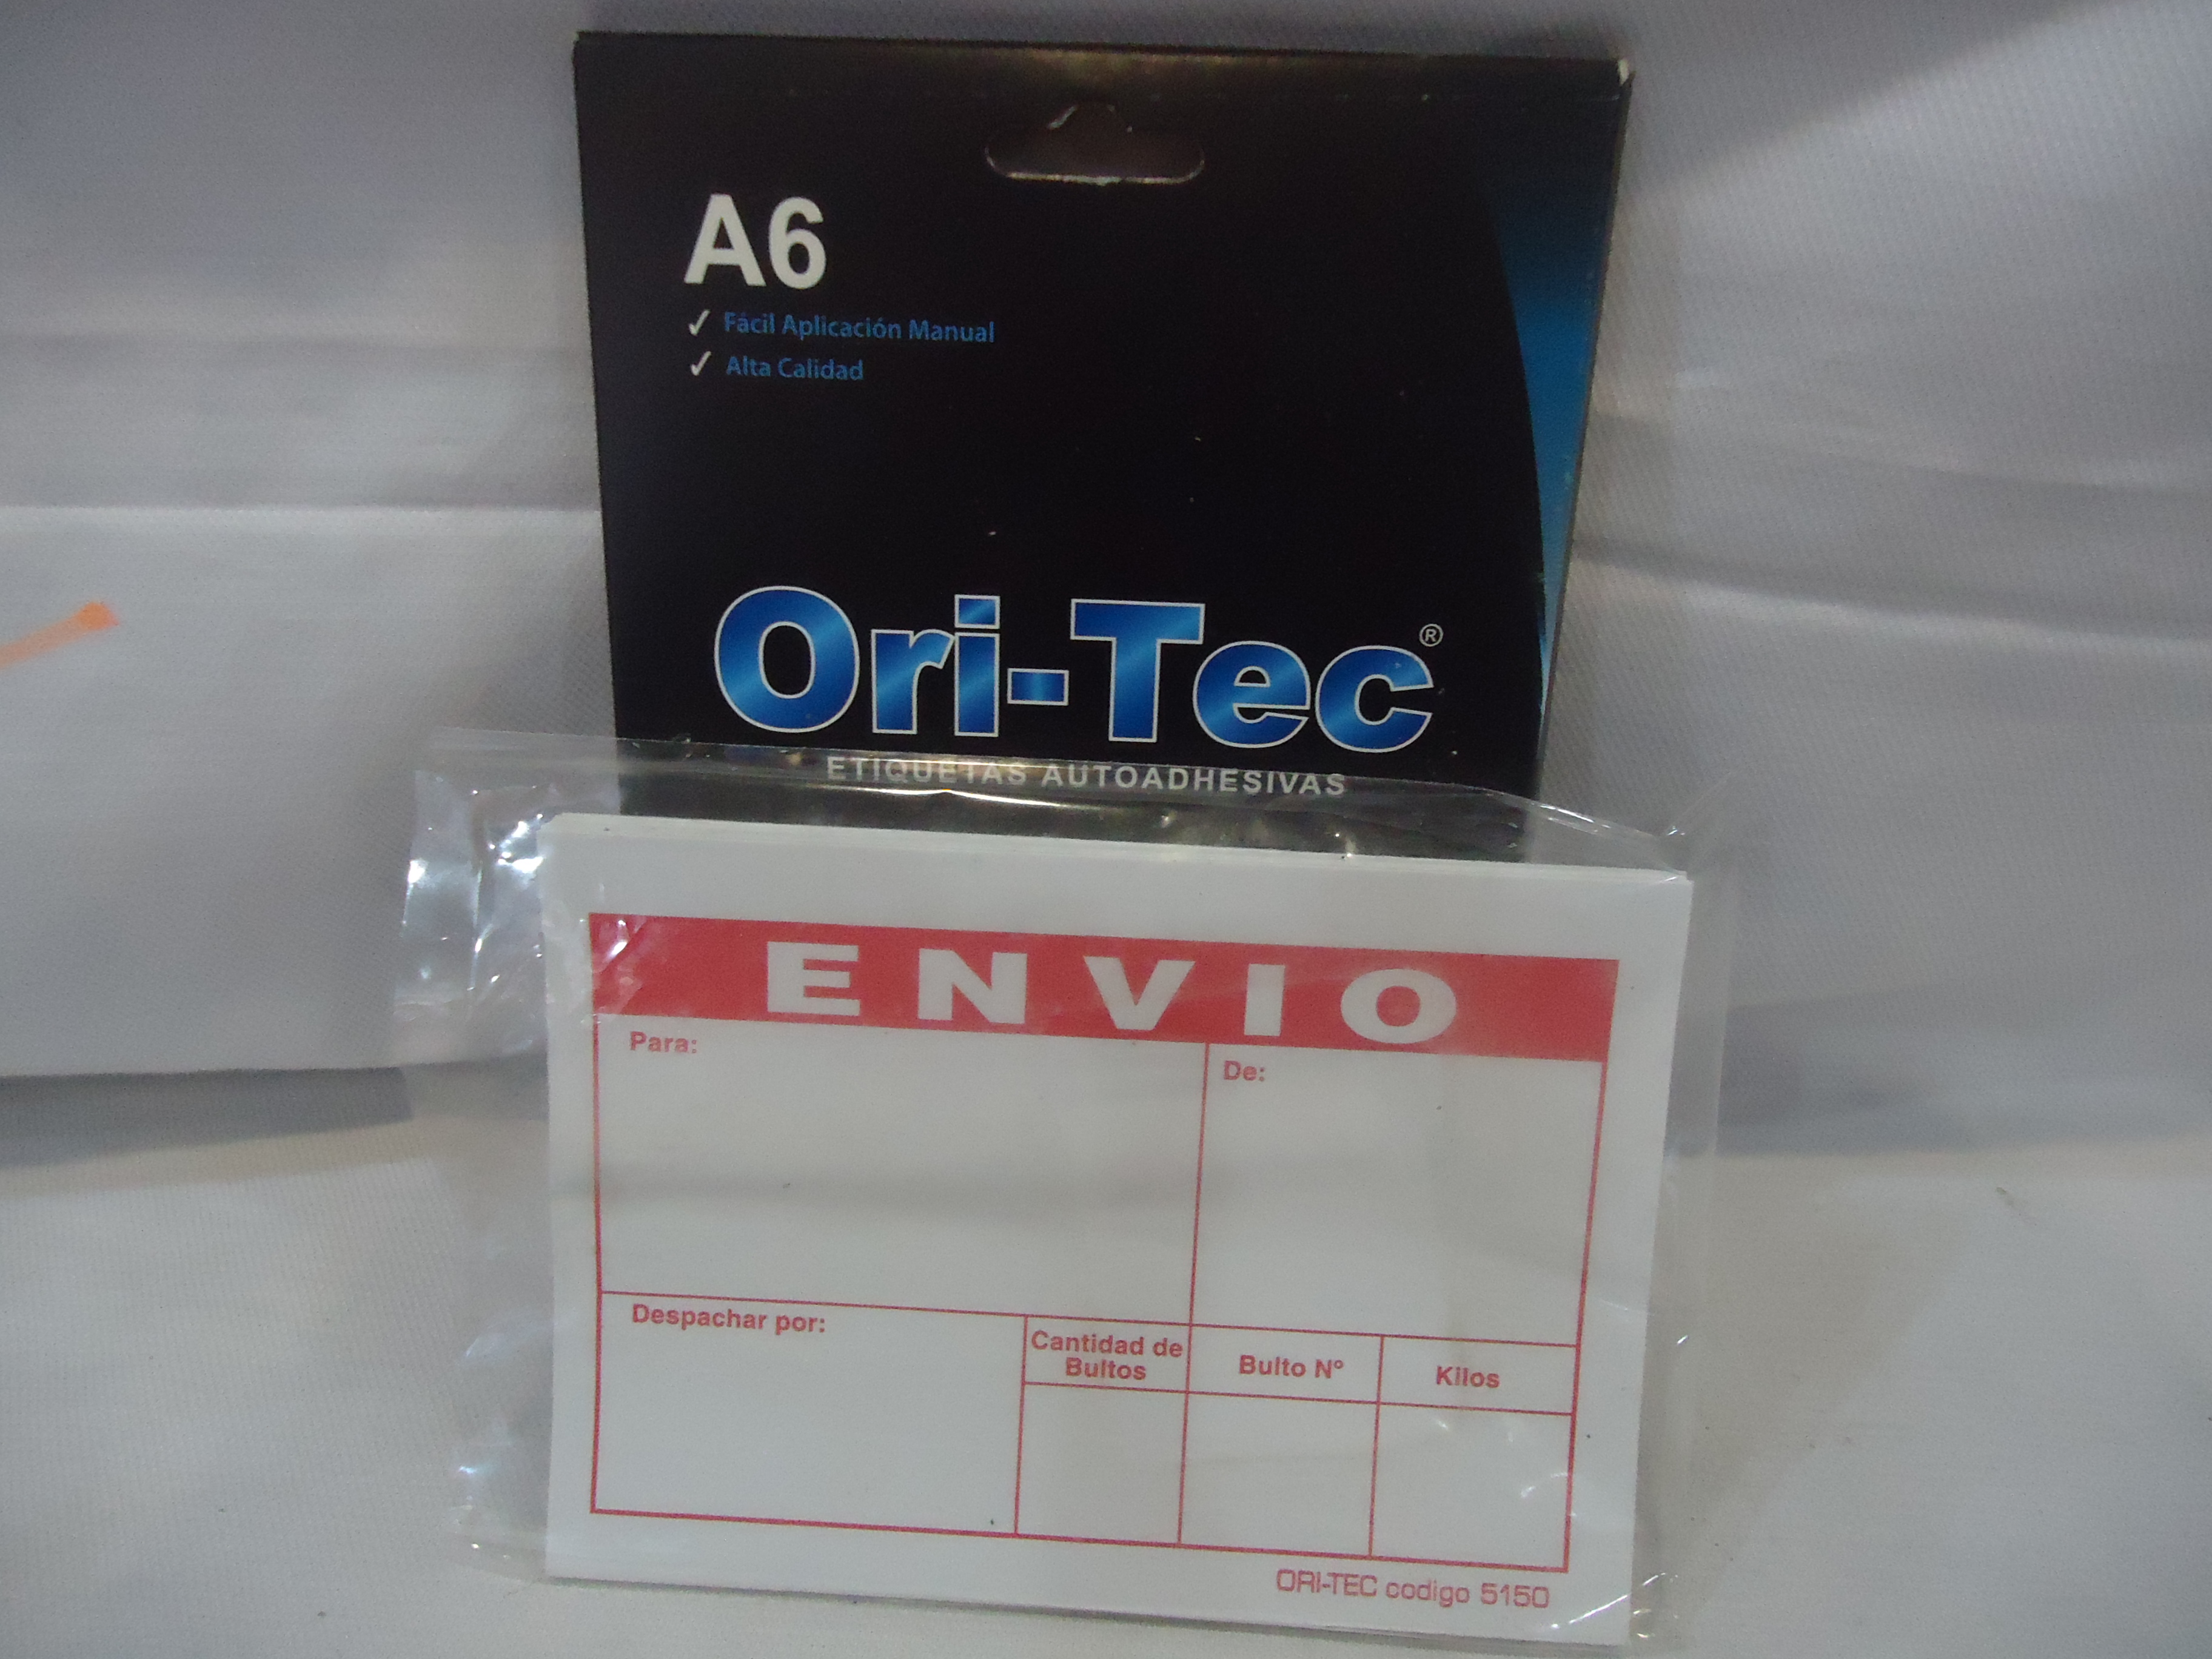 A6
✓ Fácil Aplicación Manual
✓ Alta Calidad
Ori-Tec®
ETIQUETAS AUTOADHESIVAS
ENVIO
Para:
De:
Despachar por:
Cantidad de
Bultos
Bulto Nº
Kilos
ORI-TEC codigo 5150